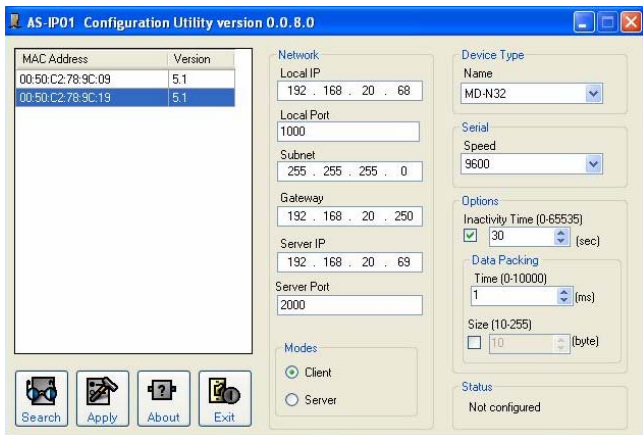 AS-IP01 Configuration Utility version 0.0.8.0
MAC Address Version
00:50:C2:78:9C:09 5.1
00:50:C2:78:9C:19 5.1
Search
Apply
About
Exit
Network
Local IP
192 . 168 . 20 . 68
Local Port
1000
Subnet
255 . 255 . 255 . 0
Gateway
192 . 168 . 20 . 250
Server IP
192 . 168 . 20 . 69
Server Port
2000
Modes
Client
Server
Device Type
Name
MD-N32
Serial
Speed
9600
Options
Inactivity Time (0-65535)
30 (sec)
Data Packing
Time (0-10000)
1 (ms)
Size (10-255)
10 (byte)
Status
Not configured